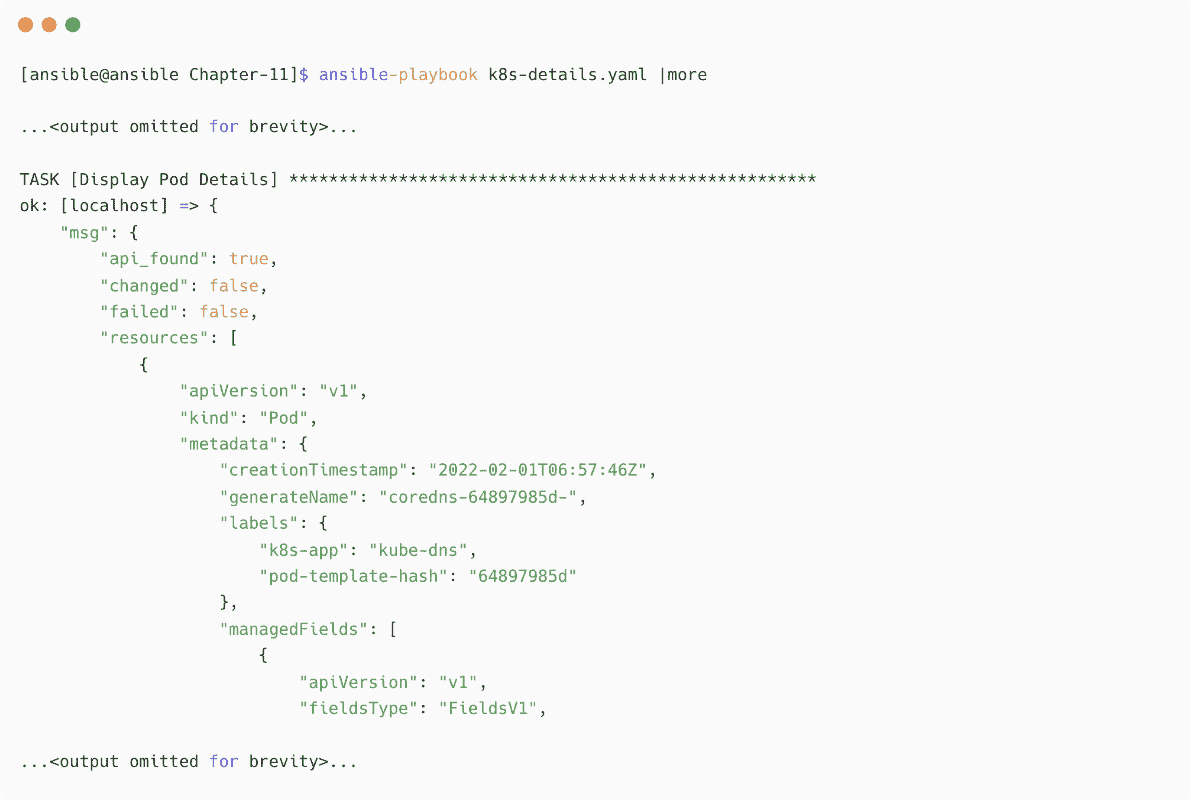 [ansible@ansible Chapter-11]$ ansible-playbook k8s-details.yaml |more
...<output omitted for brevity>...
TASK [Display Pod Details] *****************************************************
ok: [localhost] => {
    "msg": {
        "api_found": true,
        "changed": false,
        "failed": false,
        "resources": [
            {
                "apiVersion": "v1",
                "kind": "Pod",
                "metadata": {
                    "creationTimestamp": "2022-02-01T06:57:46Z",
                    "generateName": "coredns-64897985d-",
                    "labels": {
                        "k8s-app": "kube-dns",
                        "pod-template-hash": "64897985d"
                    },
                    "managedFields": [
                        {
                            "apiVersion": "v1",
                            "fieldsType": "FieldsV1",
...<output omitted for brevity>...